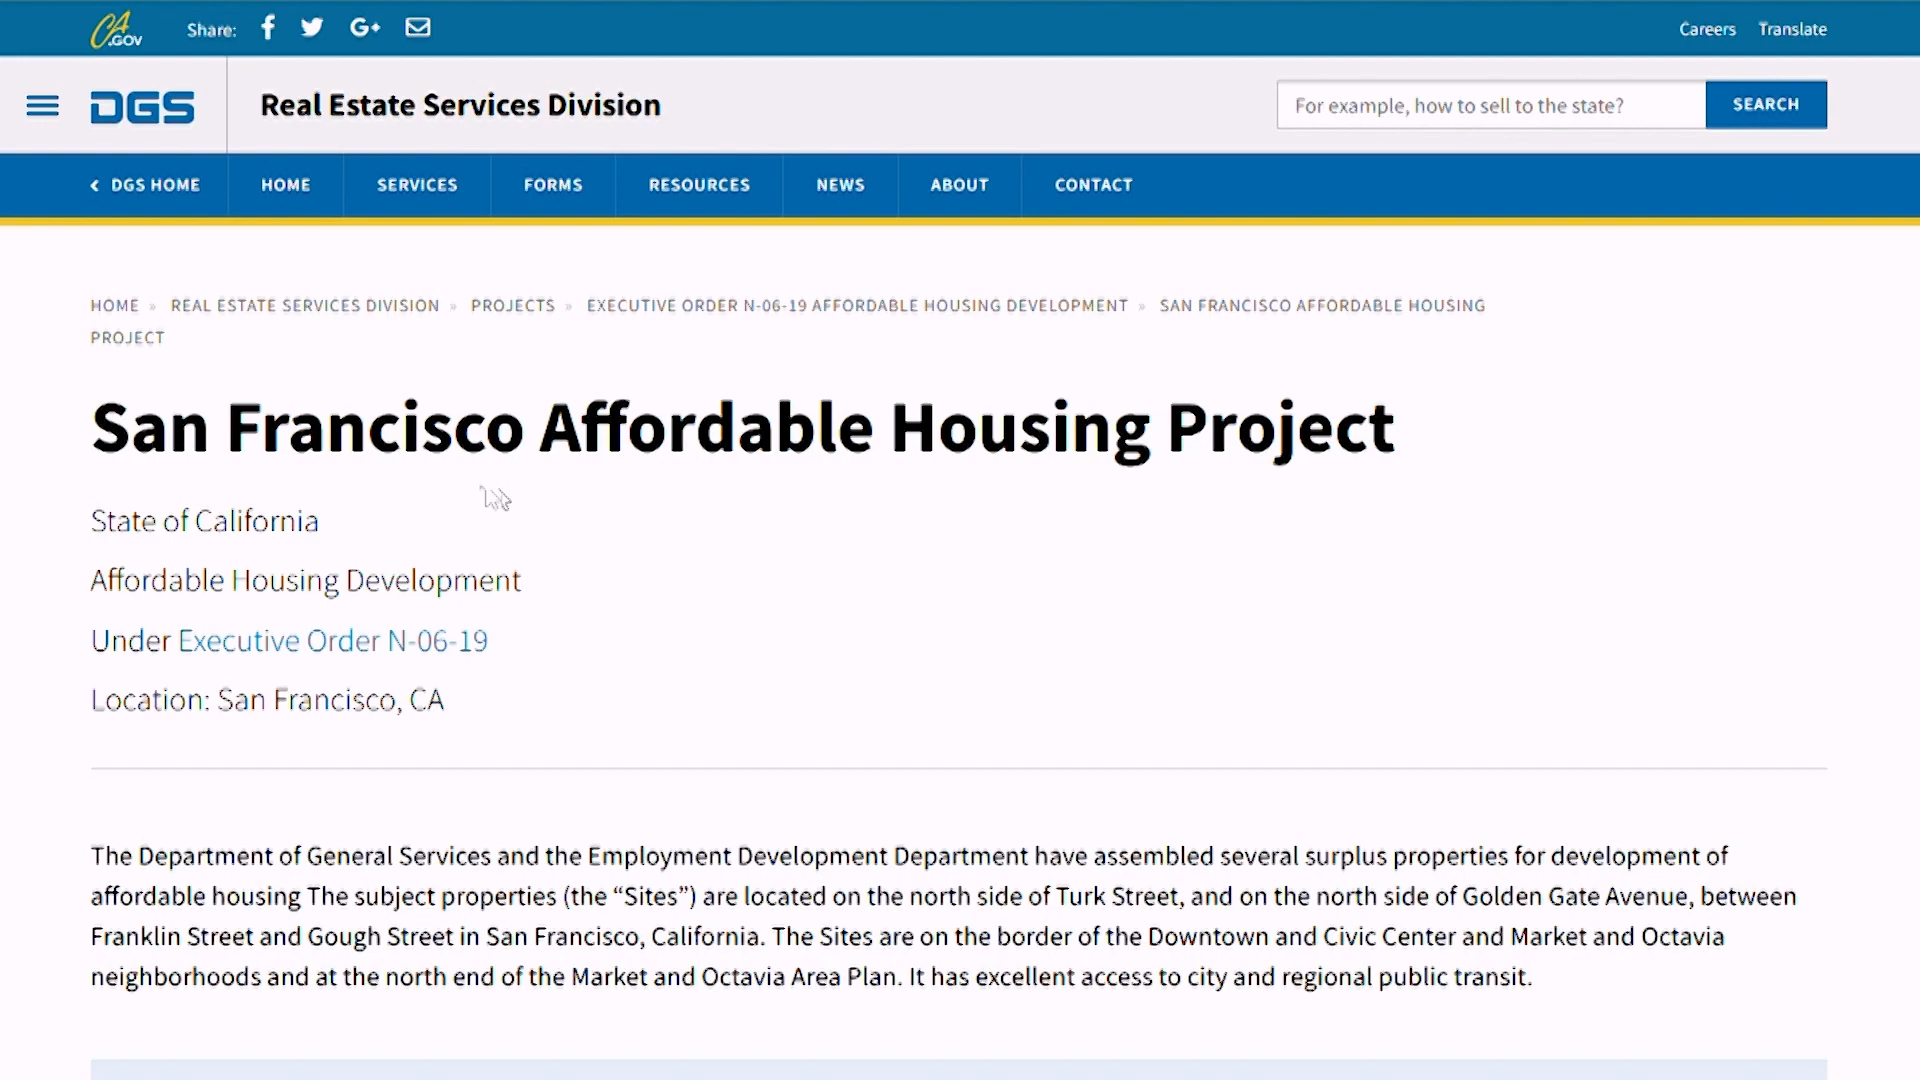 CA.GOV Share: G+ Careers Translate
DGS Real Estate Services Division For example, how to sell to the state? SEARCH
DGS HOME HOME SERVICES FORMS RESOURCES NEWS ABOUT CONTACT
HOME » REAL ESTATE SERVICES DIVISION » PROJECTS » EXECUTIVE ORDER N-06-19 AFFORDABLE HOUSING DEVELOPMENT » SAN FRANCISCO AFFORDABLE HOUSING
PROJECT
San Francisco Affordable Housing Project
State of California
Affordable Housing Development
Under Executive Order N-06-19
Location: San Francisco, CA
The Department of General Services and the Employment Development Department have assembled several surplus properties for development of
affordable housing The subject properties (the “Sites”) are located on the north side of Turk Street, and on the north side of Golden Gate Avenue, between
Franklin Street and Gough Street in San Francisco, California. The Sites are on the border of the Downtown and Civic Center and Market and Octavia
neighborhoods and at the north end of the Market and Octavia Area Plan. It has excellent access to city and regional public transit.